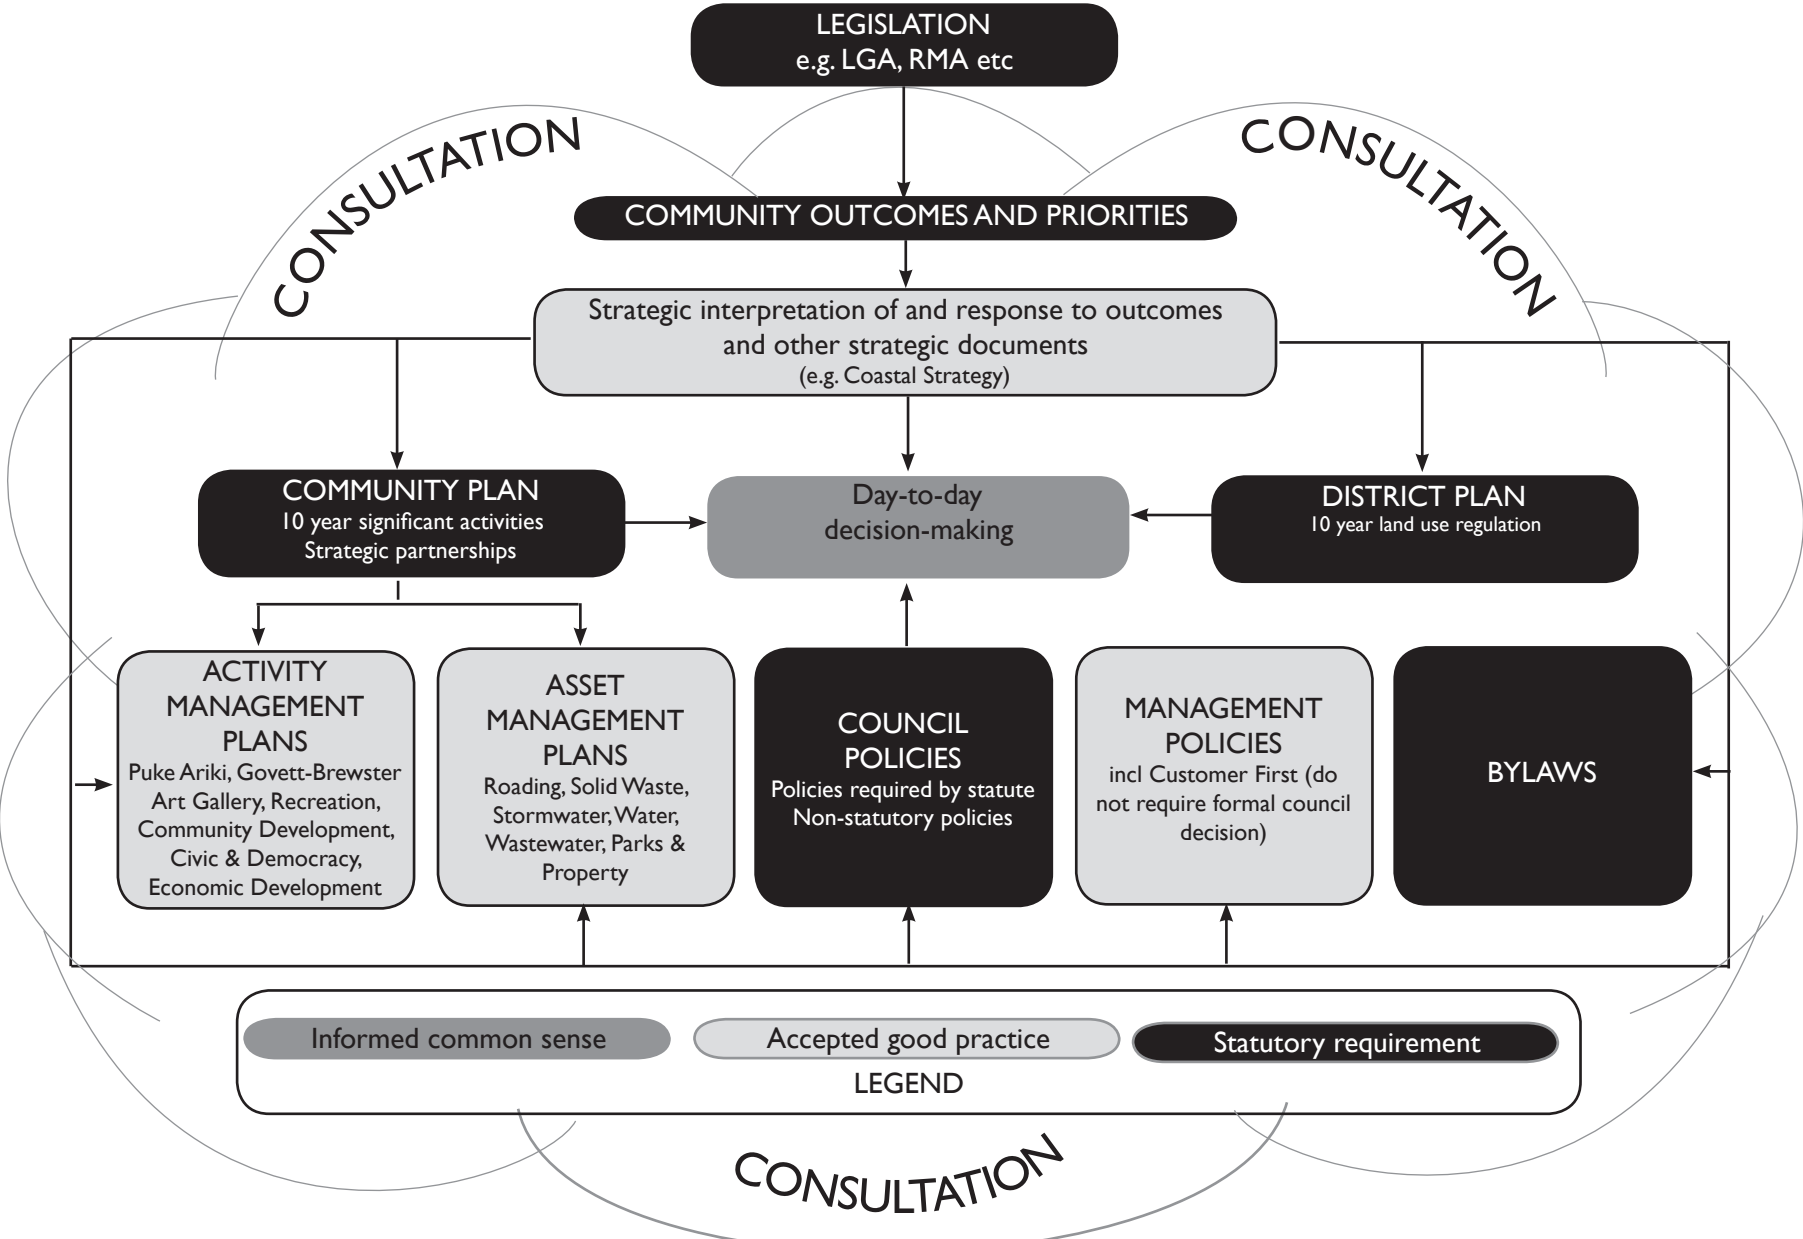 LEGISLATION
e.g. LGA, RMA etc
CONSULTATION
CONSULTATION
COMMUNITY OUTCOMES AND PRIORITIES
Strategic interpretation of and response to outcomes
and other strategic documents
(e.g. Coastal Strategy)
COMMUNITY PLAN
10 year significant activities
Strategic partnerships
Day-to-day
decision-making
DISTRICT PLAN
10 year land use regulation
ACTIVITY
MANAGEMENT
PLANS
Puke Ariki, Govett-Brewster
Art Gallery, Recreation,
Community Development,
Civic & Democracy,
Economic Development
ASSET
MANAGEMENT
PLANS
Roading, Solid Waste,
Stormwater, Water,
Wastewater, Parks &
Property
COUNCIL
POLICIES
Policies required by statute
Non-statutory policies
MANAGEMENT
POLICIES
incl Customer First (do
not require formal council
decision)
BYLAWS
Informed common sense
Accepted good practice
Statutory requirement
LEGEND
CONSULTATION